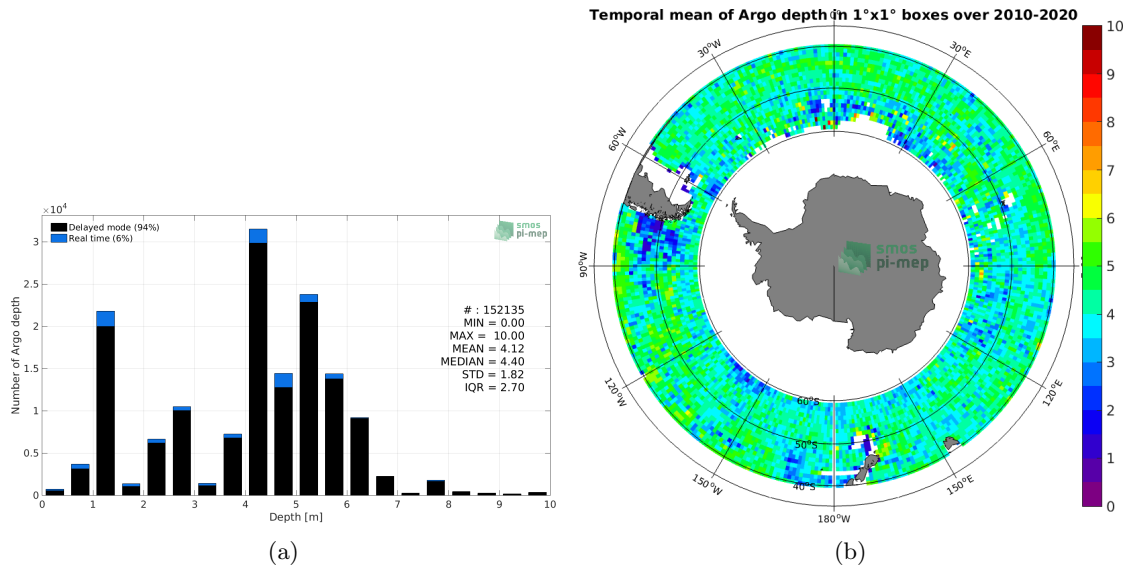 Temporal mean of Argo depth in 1°x1° boxes over 2010-2020
0°
30°W
30°E
60°W
60°E
90°W
120°W
120°E
150°W
150°E
180°W
60°S
50°S
40°S
smos
pi-mep
10
9
8
7
6
5
4
3
2
1
0
×10⁴
Delayed mode (94%)
Real time (6%)
smos
pi-mep
# : 152135
MIN = 0.00
MAX = 10.00
MEAN = 4.12
MEDIAN = 4.40
STD = 1.82
IQR = 2.70
Number of Argo depth
3
2.5
2
1.5
1
0.5
0
0 1 2 3 4 5 6 7 8 9 10
Depth [m]
(a)
(b)